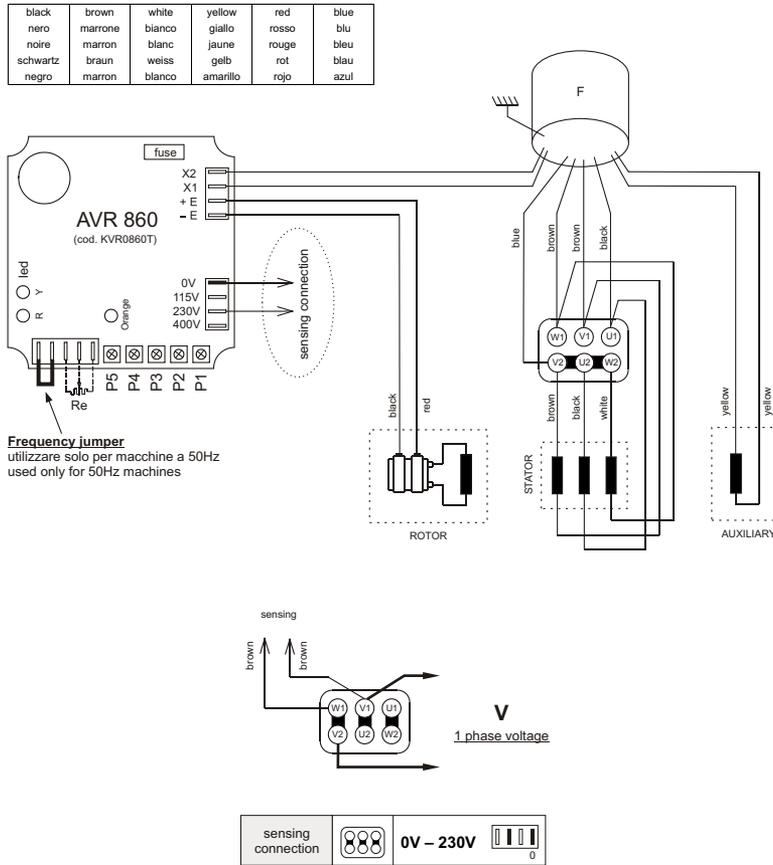 black brown white yellow red blue
nero marrone bianco giallo rosso blu
noire marron blanc jaune rouge bleu
schwartz braun weiss gelb rot blau
negro marron blanco amarillo rojo azul
F
fuse
X2
X1
+ E
– E
AVR 860
(cod. KVR0860T)
led
Y
R
Orange
0V
115V
230V
400V
sensing connection
P5 P4 P3 P2 P1
Re
Frequency jumper
utilizzare solo per macchine a 50Hz
used only for 50Hz machines
black
red
ROTOR
blue
brown
brown
black
W1 V1 U1
V2 U2 W2
brown
black
white
STATOR
yellow
yellow
AUXILIARY
sensing
brown
brown
W1 V1 U1
V2 U2 W2
V
1 phase voltage
sensing
connection
0V – 230V
0